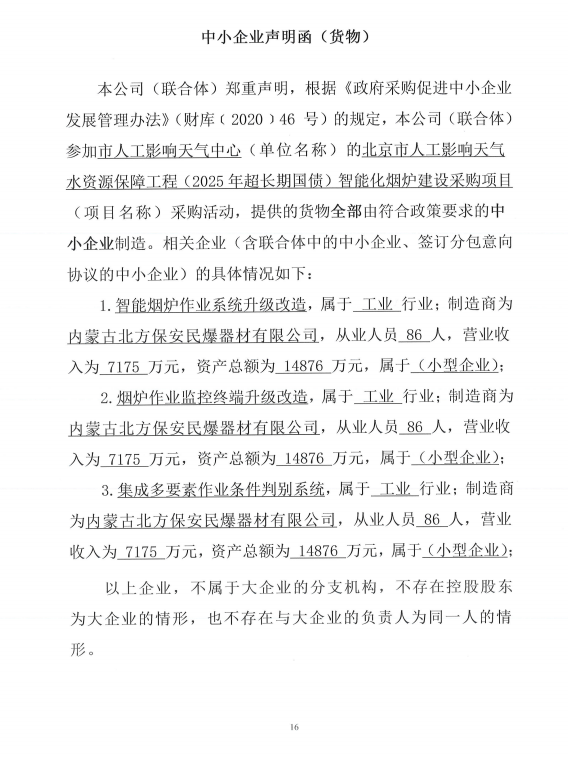 中小企业声明函（货物）
本公司（联合体）郑重声明，根据《政府采购促进中小企业
发展管理办法》（财库﹝2020﹞46 号）的规定，本公司（联合体）
参加市人工影响天气中心（单位名称）的北京市人工影响天气
水资源保障工程（2025 年超长期国债）智能化烟炉建设采购项目
（项目名称）采购活动，提供的货物全部由符合政策要求的中
小企业制造。相关企业（含联合体中的中小企业、签订分包意向
协议的中小企业）的具体情况如下：
1. 智能烟炉作业系统升级改造，属于 工业 行业；制造商为
内蒙古北方保安民爆器材有限公司，从业人员 86 人，营业收
入为 7175 万元，资产总额为 14876 万元，属于（小型企业）；
2. 烟炉作业监控终端升级改造，属于 工业 行业；制造商为
内蒙古北方保安民爆器材有限公司，从业人员 86 人，营业收
入为 7175 万元，资产总额为 14876 万元，属于（小型企业）；
3. 集成多要素作业条件判别系统，属于 工业 行业；制造商
为内蒙古北方保安民爆器材有限公司，从业人员 86 人，营业
收入为 7175 万元，资产总额为 14876 万元，属于（小型企业）；
以上企业，不属于大企业的分支机构，不存在控股股东
为大企业的情形，也不存在与大企业的负责人为同一人的情
形。
16